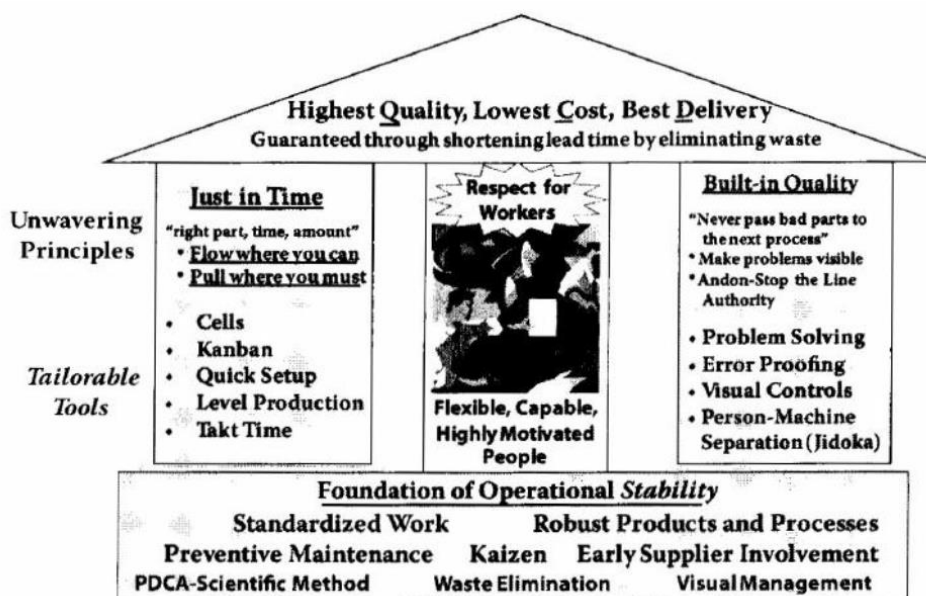 Highest Quality, Lowest Cost, Best Delivery
Guaranteed through shortening lead time by eliminating waste
Unwavering
Principles
Tailorable
Tools
Just in Time
"right part, time, amount"
• Flow where you can
• Pull where you must
• Cells
• Kanban
• Quick Setup
• Level Production
• Takt Time
Respect for
Workers
Flexible, Capable,
Highly Motivated
People
Built-in Quality
"Never pass bad parts to
the next process"
• Make problems visible
• Andon-Stop the Line
Authority
• Problem Solving
• Error Proofing
• Visual Controls
• Person-Machine
Separation (Jidoka)
Foundation of Operational Stability
Standardized Work Robust Products and Processes
Preventive Maintenance Kaizen Early Supplier Involvement
PDCA-Scientific Method Waste Elimination Visual Management